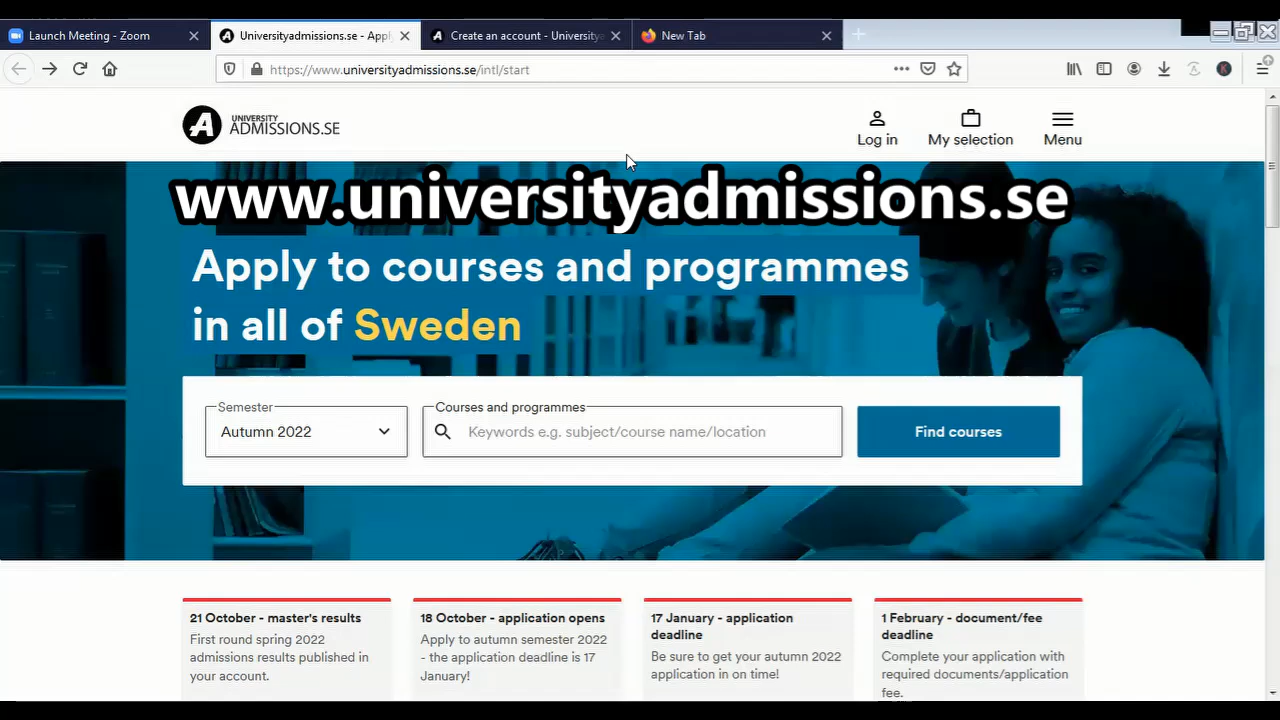 Launch Meeting - Zoom
Universityadmissions.se - Appl
Create an account - Universitya
New Tab
https://www.universityadmissions.se/intl/start
UNIVERSITY
ADMISSIONS.SE
Log in
My selection
Menu
www.universityadmissions.se
Apply to courses and programmes
in all of Sweden
Semester
Courses and programmes
Autumn 2022
Keywords e.g. subject/course name/location
Find courses
21 October - master's results
First round spring 2022
admissions results published in
your account.
18 October - application opens
Apply to autumn semester 2022
- the application deadline is 17
January!
17 January - application
deadline
Be sure to get your autumn 2022
application in on time!
1 February - document/fee
deadline
Complete your application with
required documents/application
fee.